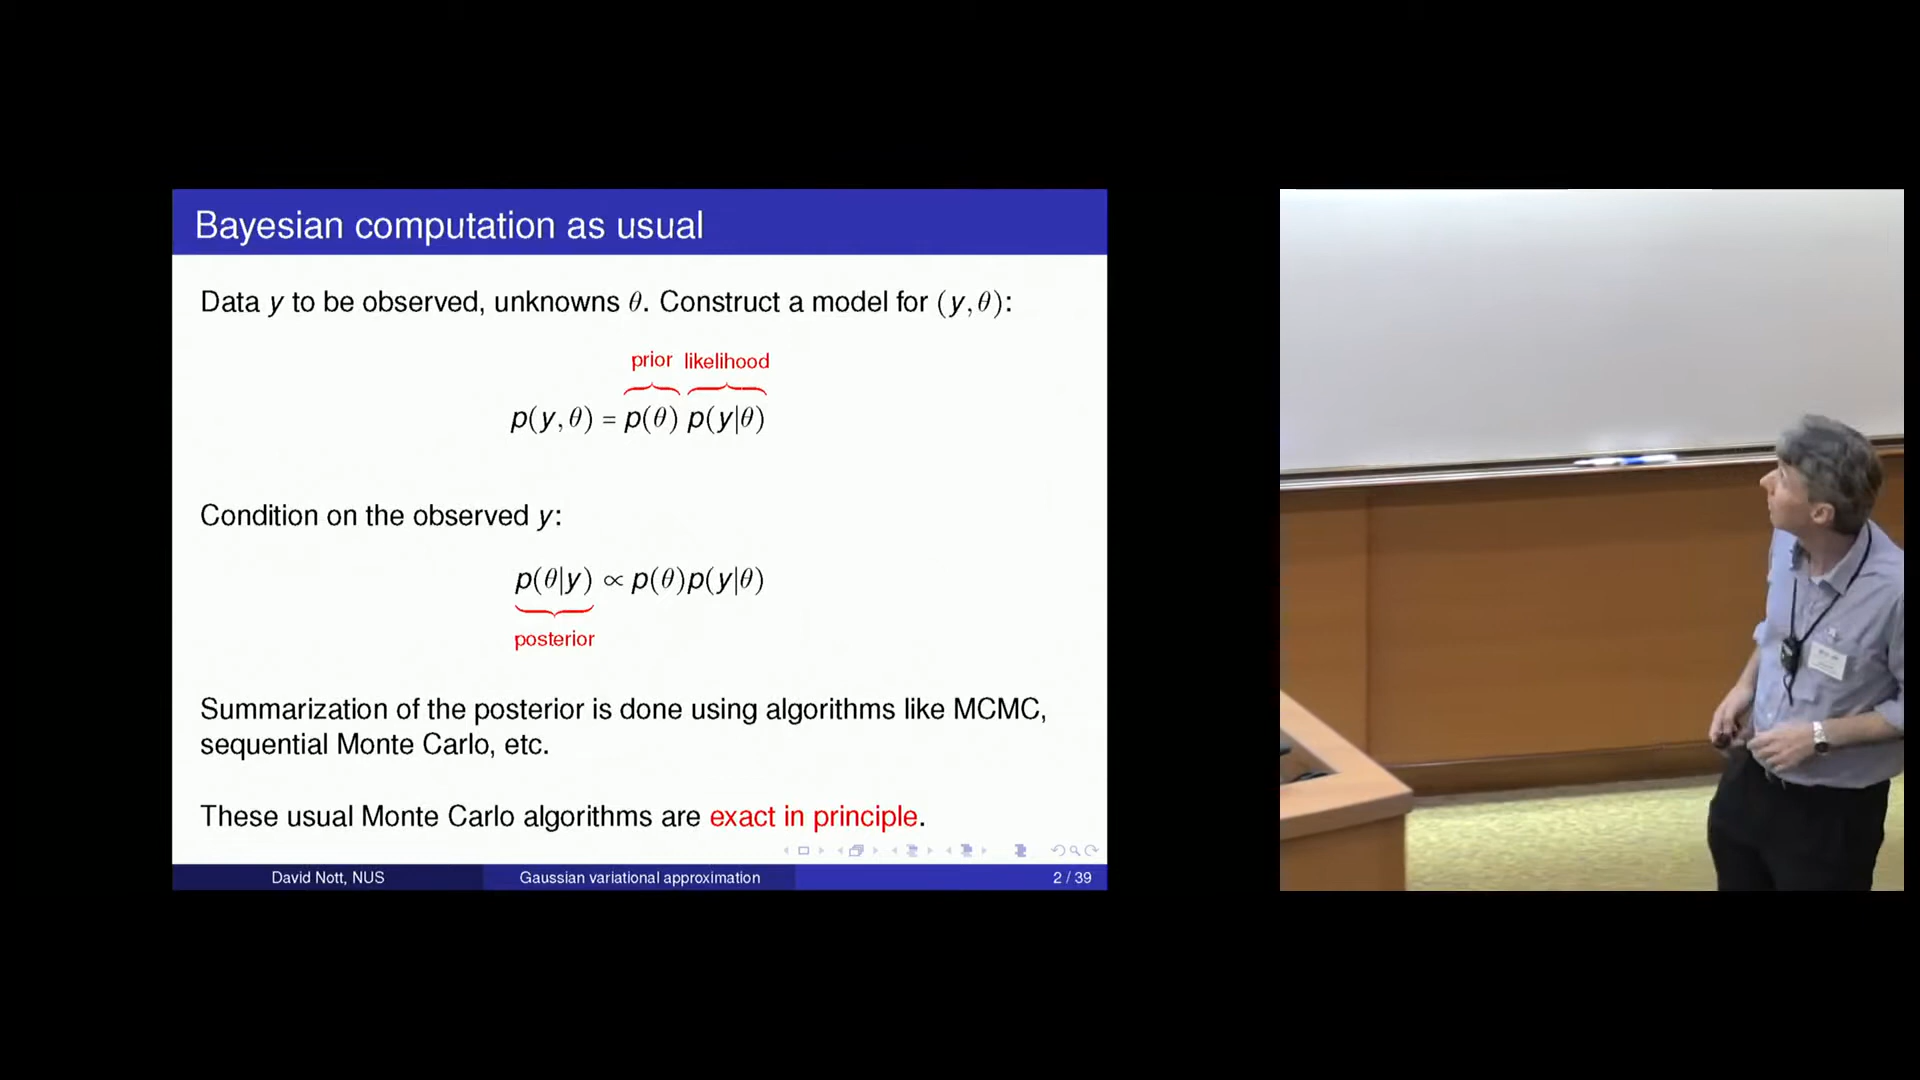 Bayesian computation as usual
Data y to be observed, unknowns θ. Construct a model for (y, θ):
prior likelihood
p(y, θ) = p(θ) p(y|θ)
Condition on the observed y:
p(θ|y) ∝ p(θ)p(y|θ)
posterior
Summarization of the posterior is done using algorithms like MCMC,
sequential Monte Carlo, etc.
These usual Monte Carlo algorithms are exact in principle.
David Nott, NUS Gaussian variational approximation 2 / 39